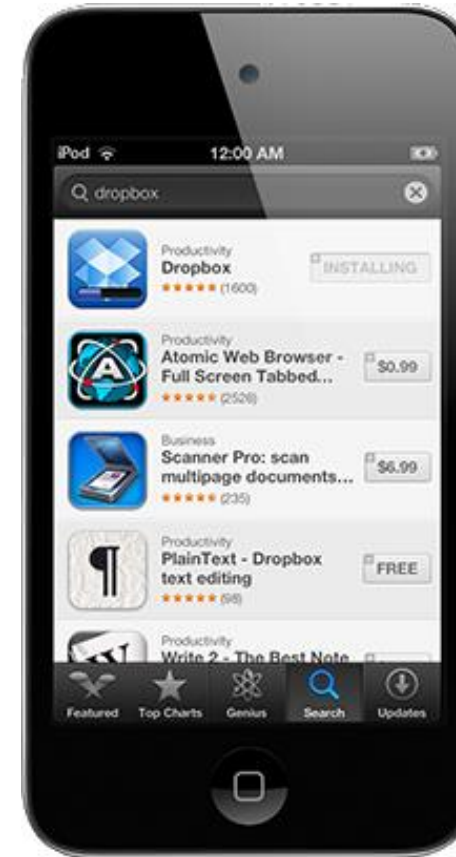 iPod 12:00 AM
dropbox
Productivity
Dropbox
(1600)
INSTALLING
Productivity
Atomic Web Browser -
Full Screen Tabbed...
(2526)
$0.99
Business
Scanner Pro: scan
multipage documents...
(235)
$6.99
Productivity
PlainText - Dropbox
text editing
(98)
FREE
Productivity
Write 2 - The Best Note
Featured Top Charts Genius Search Updates